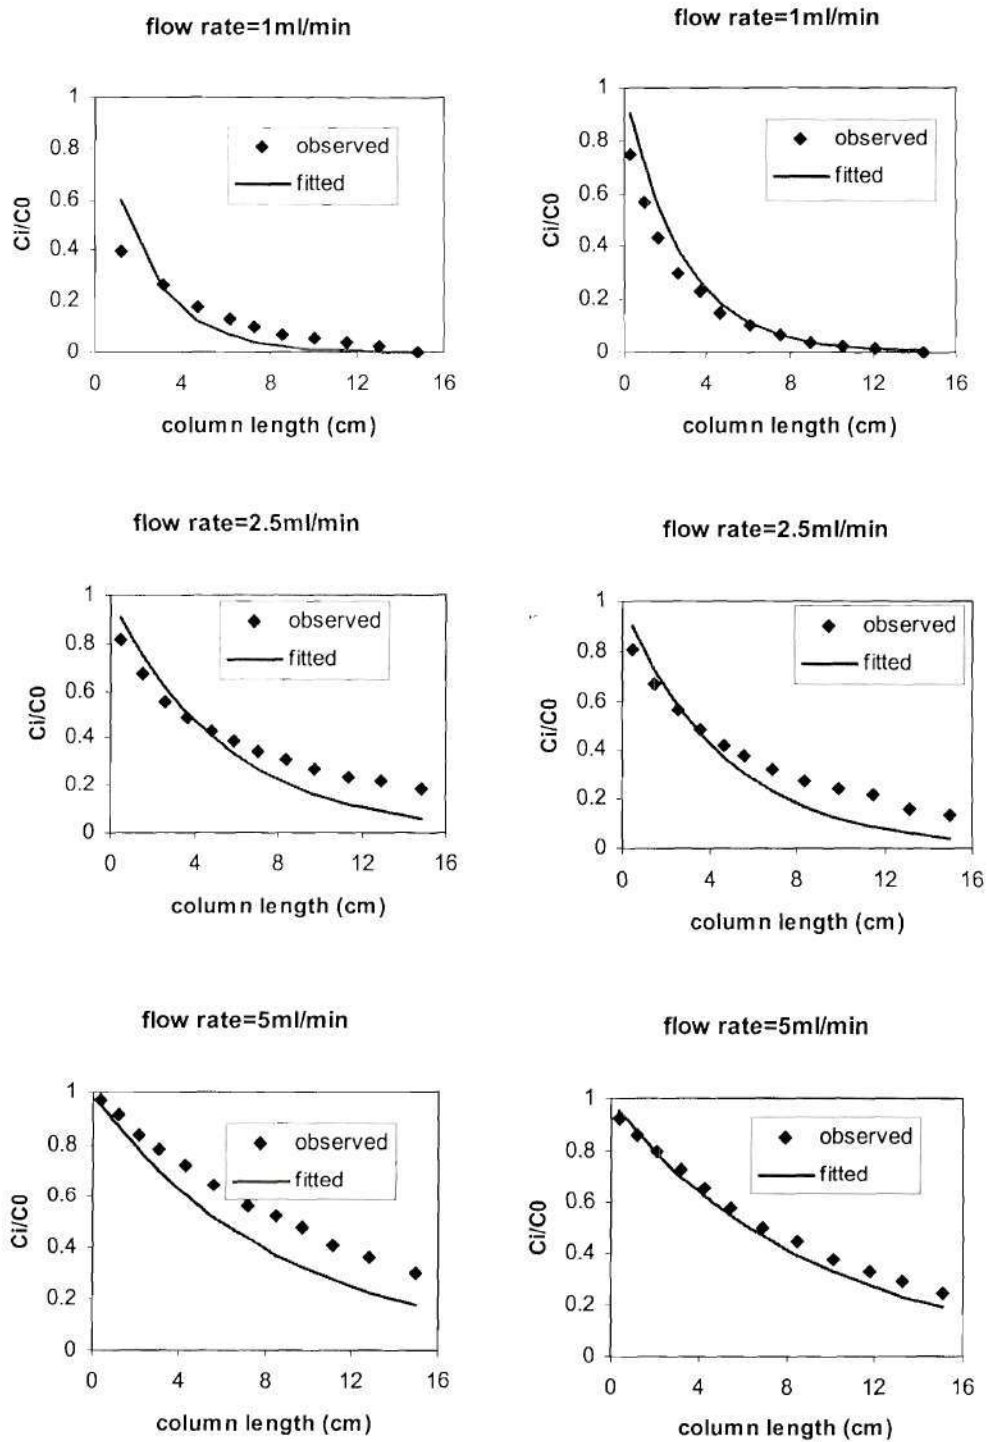 flow rate=1ml/min
1
0.8
0.6
0.4
0.2
0
Ci/C0
observed
fitted
0 4 8 12 16
column length (cm)
flow rate=1ml/min
1
0.8
0.6
0.4
0.2
0
Ci/C0
observed
fitted
0 4 8 12 16
column length (cm)
flow rate=2.5ml/min
1
0.8
0.6
0.4
0.2
0
Ci/C0
observed
fitted
0 4 8 12 16
column length (cm)
flow rate=2.5ml/min
1
0.8
0.6
0.4
0.2
0
Ci/C0
observed
fitted
0 4 8 12 16
column length (cm)
flow rate=5ml/min
1
0.8
0.6
0.4
0.2
0
Ci/C0
observed
fitted
0 4 8 12 16
column length (cm)
flow rate=5ml/min
1
0.8
0.6
0.4
0.2
0
Ci/C0
observed
fitted
0 4 8 12 16
column length (cm)